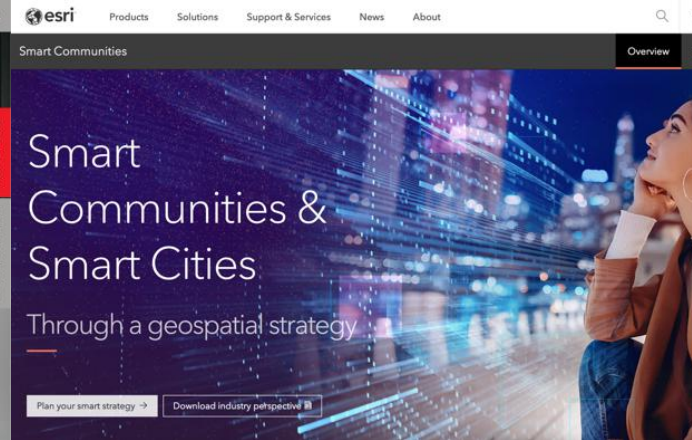 esri
Products Solutions Support & Services News About
Smart Communities
Overview
Smart
Communities &
Smart Cities
Through a geospatial strategy
Plan your smart strategy → Download industry perspective